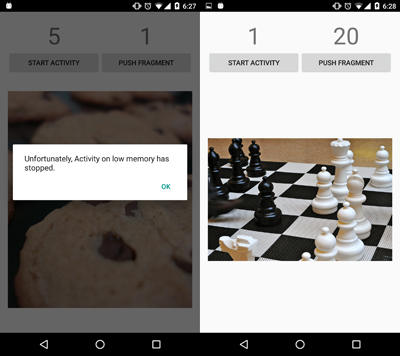 6:27
5 1
START ACTIVITY PUSH FRAGMENT
Unfortunately, Activity on low memory has
stopped.
OK
6:28
1 20
START ACTIVITY PUSH FRAGMENT